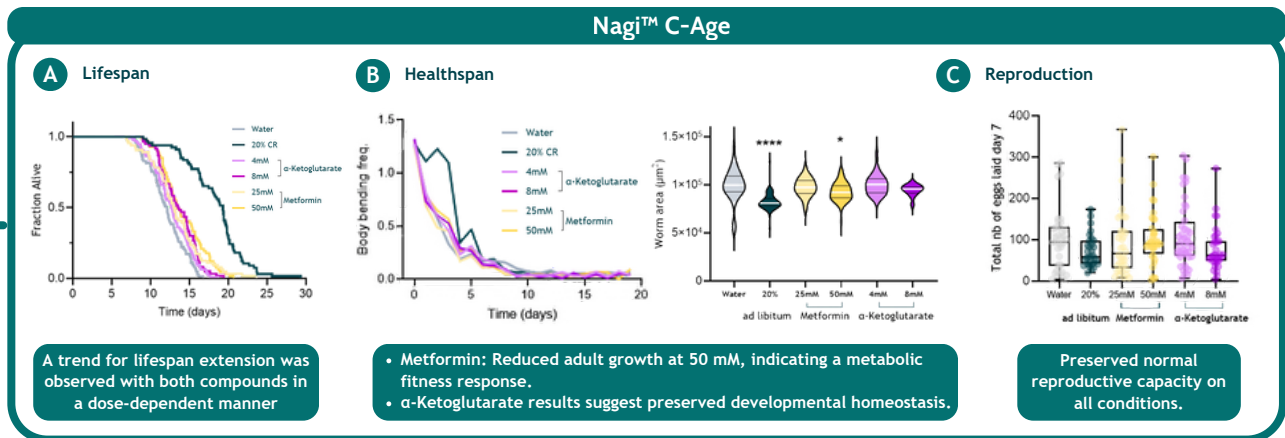 Nagi™ C-Age
A Lifespan
B Healthspan
C Reproduction
Fraction Alive
1.0
0.5
0.0
0 5 10 15 20 25 30
Time (days)
Water
20% CR
4mM
8mM
α-Ketoglutarate
25mM
50mM
Metformin
Body bending freq.
1.5
1.0
0.5
0.0
0 5 10 15 20
Time (days)
Water
20% CR
4mM
8mM
α-Ketoglutarate
25mM
50mM
Metformin
Worm area (µm²)
1.5×10⁵
1×10⁵
5×10⁴
****
*
Water 20% 25mM 50mM 4mM 8mM
ad libitum Metformin α-Ketoglutarate
Total nb of eggs laid day 7
400
300
200
100
0
Water 20% 25mM 50mM 4mM 8mM
ad libitum Metformin α-Ketoglutarate
A trend for lifespan extension was
observed with both compounds in
a dose-dependent manner
• Metformin: Reduced adult growth at 50 mM, indicating a metabolic
fitness response.
• α-Ketoglutarate results suggest preserved developmental homeostasis.
Preserved normal
reproductive capacity on
all conditions.